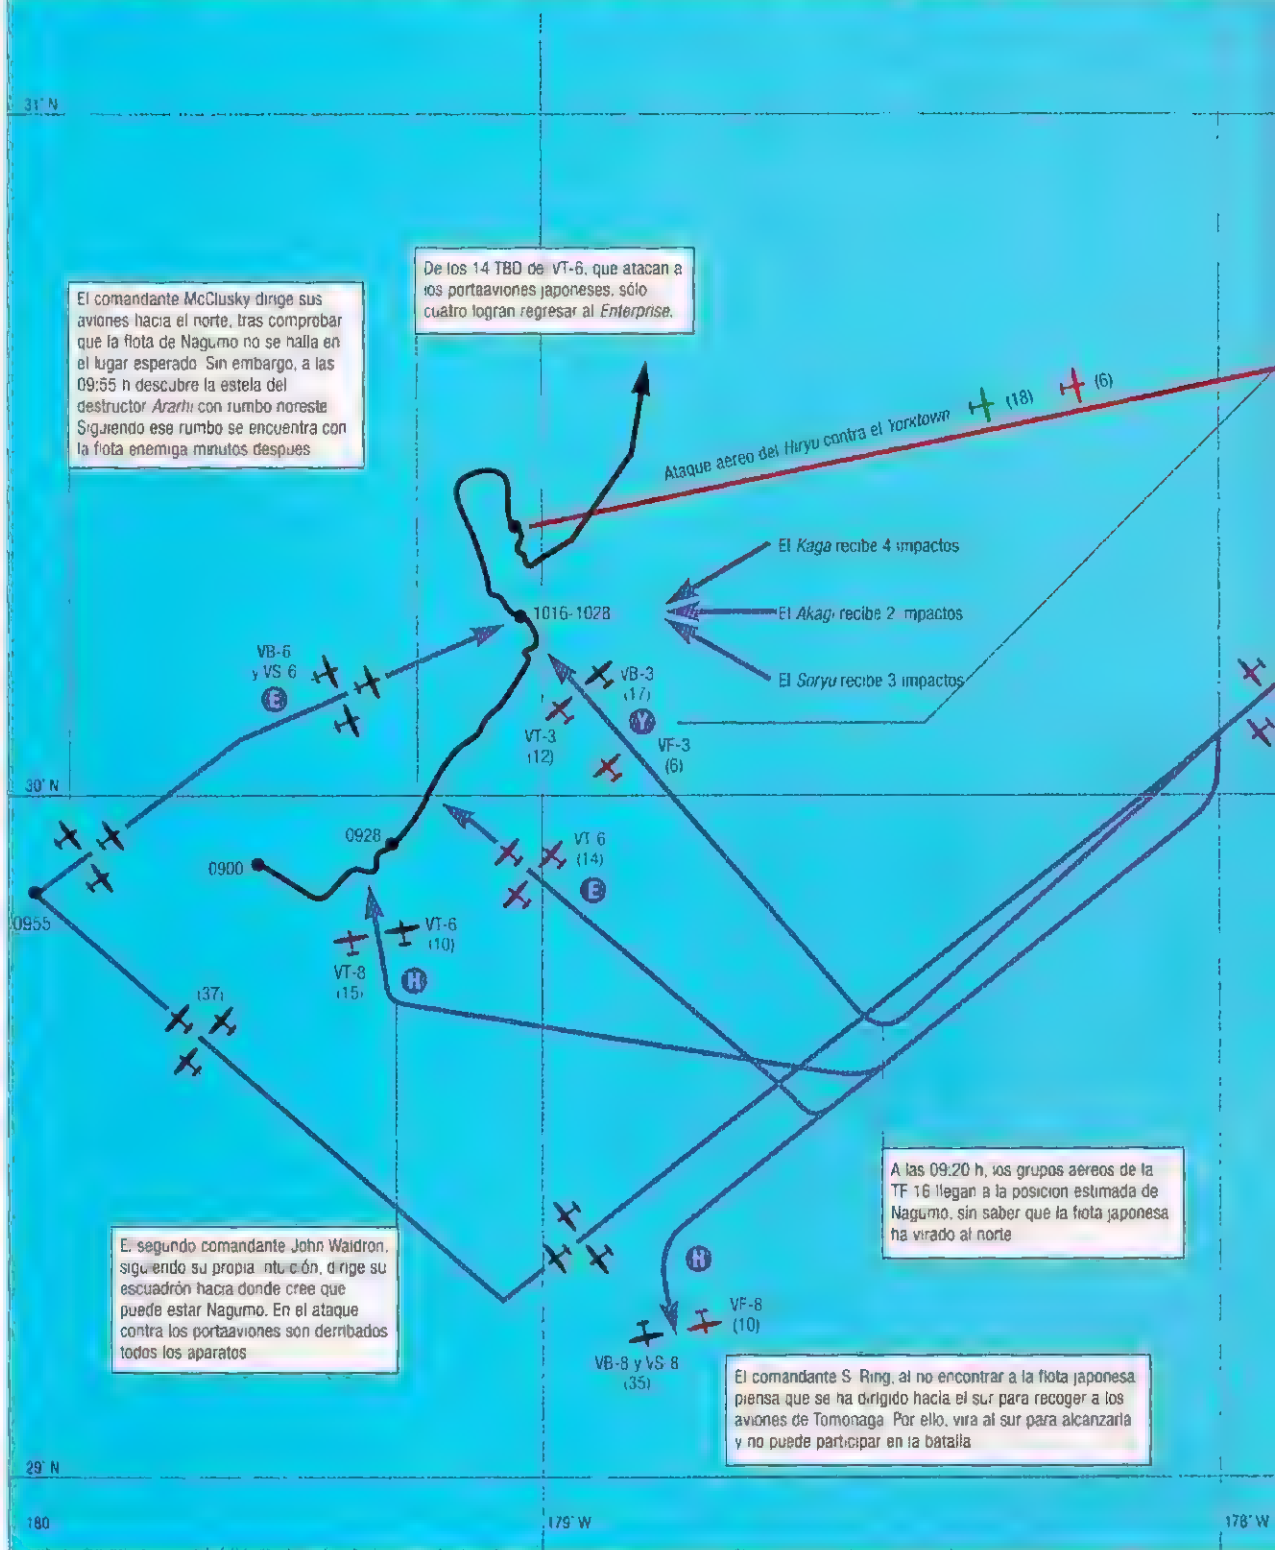 31° N
De los 14 TBD de VT-6, que atacan a
los portaaviones japoneses, sólo
cuatro logran regresar al Enterprise.
El comandante McClusky dirige sus
aviones hacia el norte, tras comprobar
que la flota de Nagumo no se halla en
el lugar esperado Sin embargo, a las
09:55 h descubre la estela del
destructor Ararhi con rumbo noreste
Siguiendo ese rumbo se encuentra con
la flota enemiga minutos despues
Ataque aereo del Hiryu contra el Yorktown
(18)
(6)
El Kaga recibe 4 impactos
1016-1028
El Akagi recibe 2 impactos
El Soryu recibe 3 impactos
VB-6
y VS-6
E
VB-3
(17)
Y
VT-3
(12)
VF-3
(6)
30° N
0928
0900
VT-6
(14)
E
0955
VT-6
(10)
VT-8
(15)
H
(37)
A las 09:20 h, los grupos aereos de la
TF 16 llegan a la posicion estimada de
Nagumo, sin saber que la flota japonesa
ha virado al norte
El segundo comandante John Waldron,
siguiendo su propia intuición, dirige su
escuadrón hacia donde cree que
puede estar Nagumo. En el ataque
contra los portaaviones son derribados
todos los aparatos
H
VF-8
(10)
VB-8 y VS-8
(35)
El comandante S Ring, al no encontrar a la flota japonesa
piensa que se ha dirigido hacia el sur para recoger a los
aviones de Tomonaga Por ello, vira al sur para alcanzarla
y no puede participar en la batalla
29° N
180
179° W
178° W